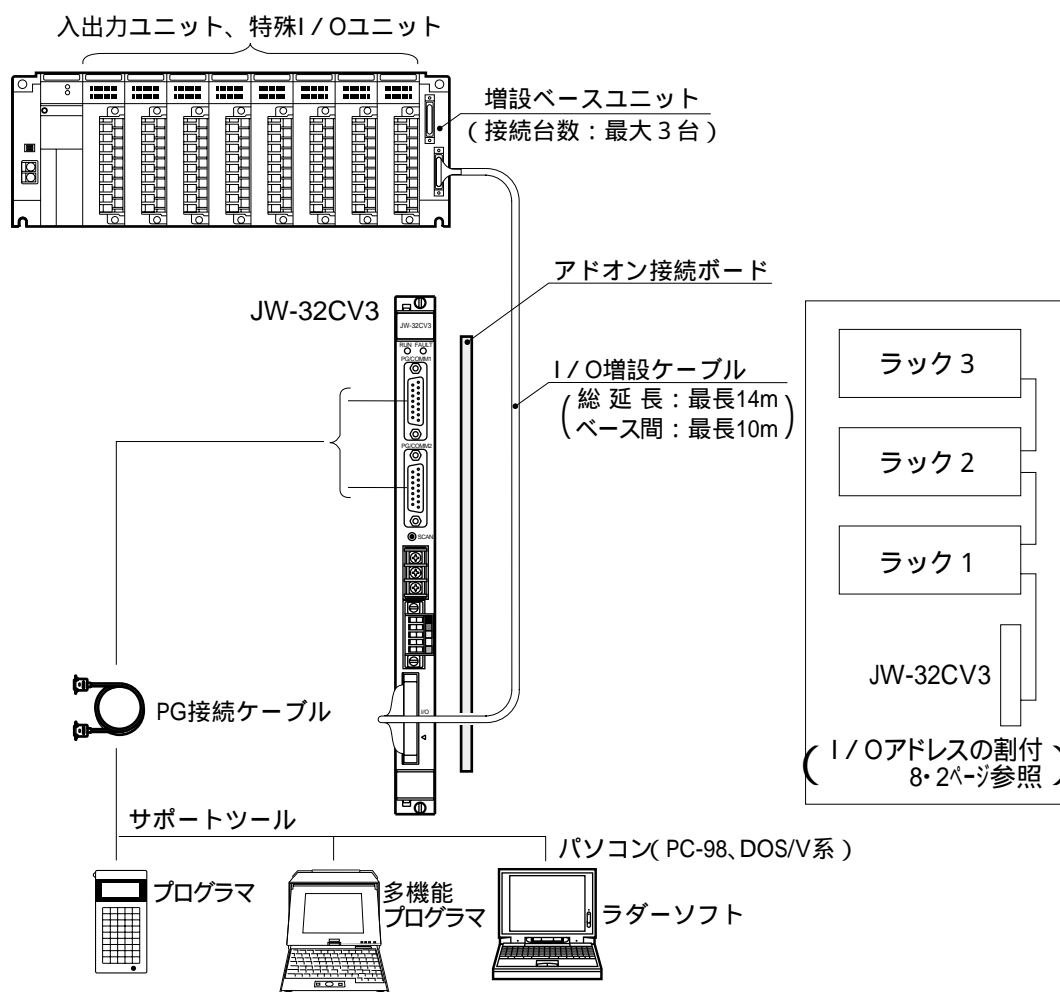 入出力ユニット、特殊I/Oユニット
増設ベースユニット
(接続台数:最大3台)
アドオン接続ボード
JW-32CV3
JW-32CV3
RUN FAULT
PG/COMM1
I/O増設ケーブル
(総延長:最長14m
ベース間:最長10m)
PG/COMM2
SCAN
I/O
ラック3
ラック2
ラック1
JW-32CV3
(I/Oアドレスの割付
8・2ページ参照)
PG接続ケーブル
サポートツール
パソコン(PC-98、DOS/V系)
プログラマ
多機能
プログラマ
ラダーソフト